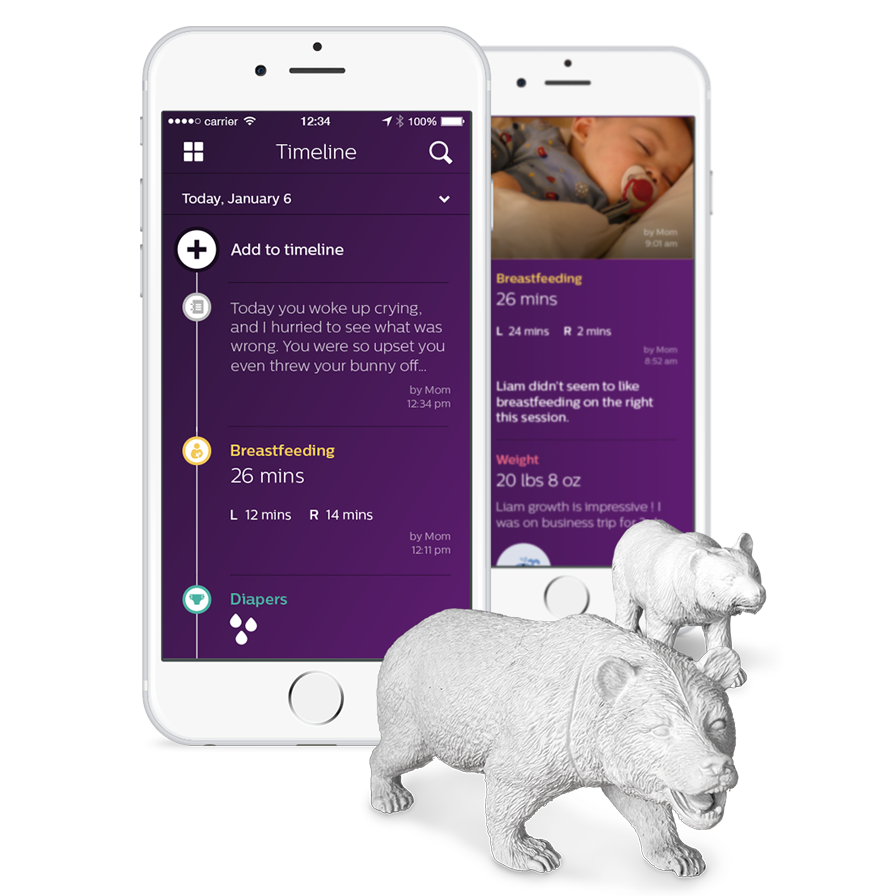 carrier 12:34 100%
Timeline
Today, January 6
Add to timeline
Today you woke up crying,
and I hurried to see what was
wrong. You were so upset you
even threw your bunny off...
by Mom
12:34 pm
Breastfeeding
26 mins
L 12 mins R 14 mins
by Mom
12:11 pm
Diapers
by Mom
9:01 am
Breastfeeding
26 mins
L 24 mins R 2 mins
by Mom
8:52 am
Liam didn't seem to like
breastfeeding on the right
this session.
Weight
20 lbs 8 oz
Liam growth is impressive ! I
was on business trip for